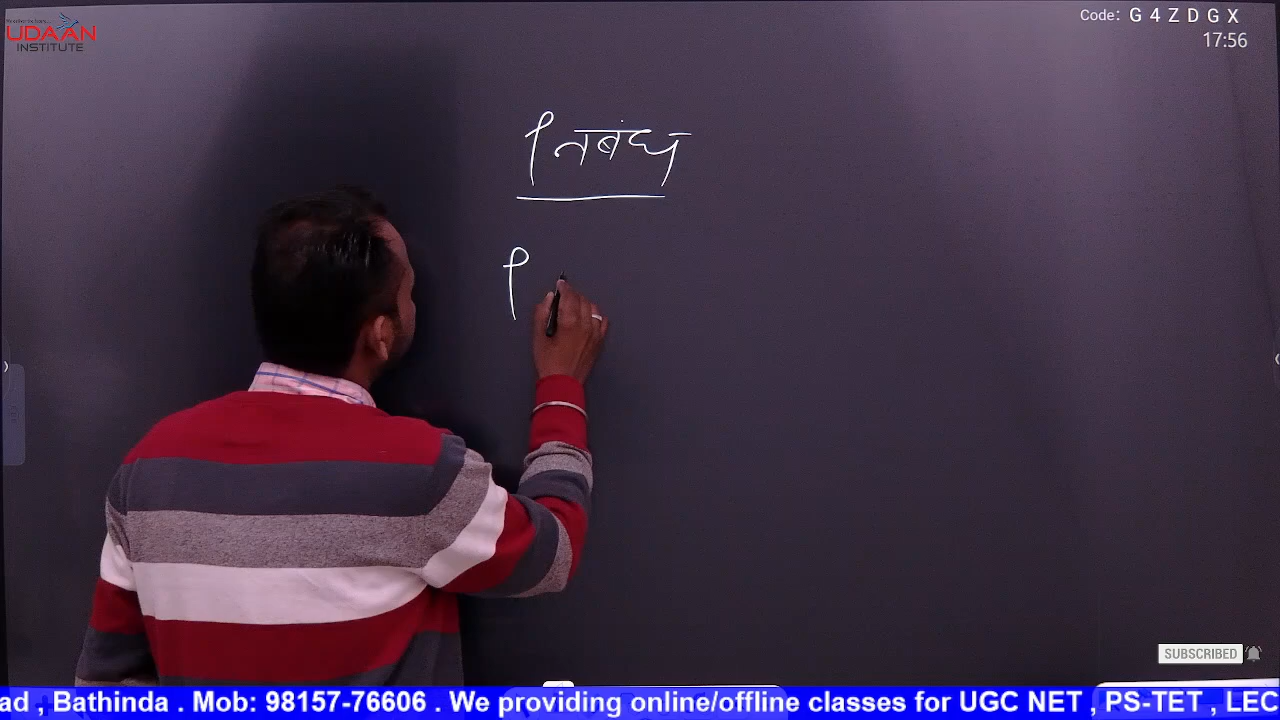 UDAAN
INSTITUTE
Code: G 4 Z D G X
17:56
निबंध
ि
SUBSCRIBED
ad , Bathinda . Mob: 98157-76606 . We providing online/offline classes for UGC NET , PS-TET , LEC